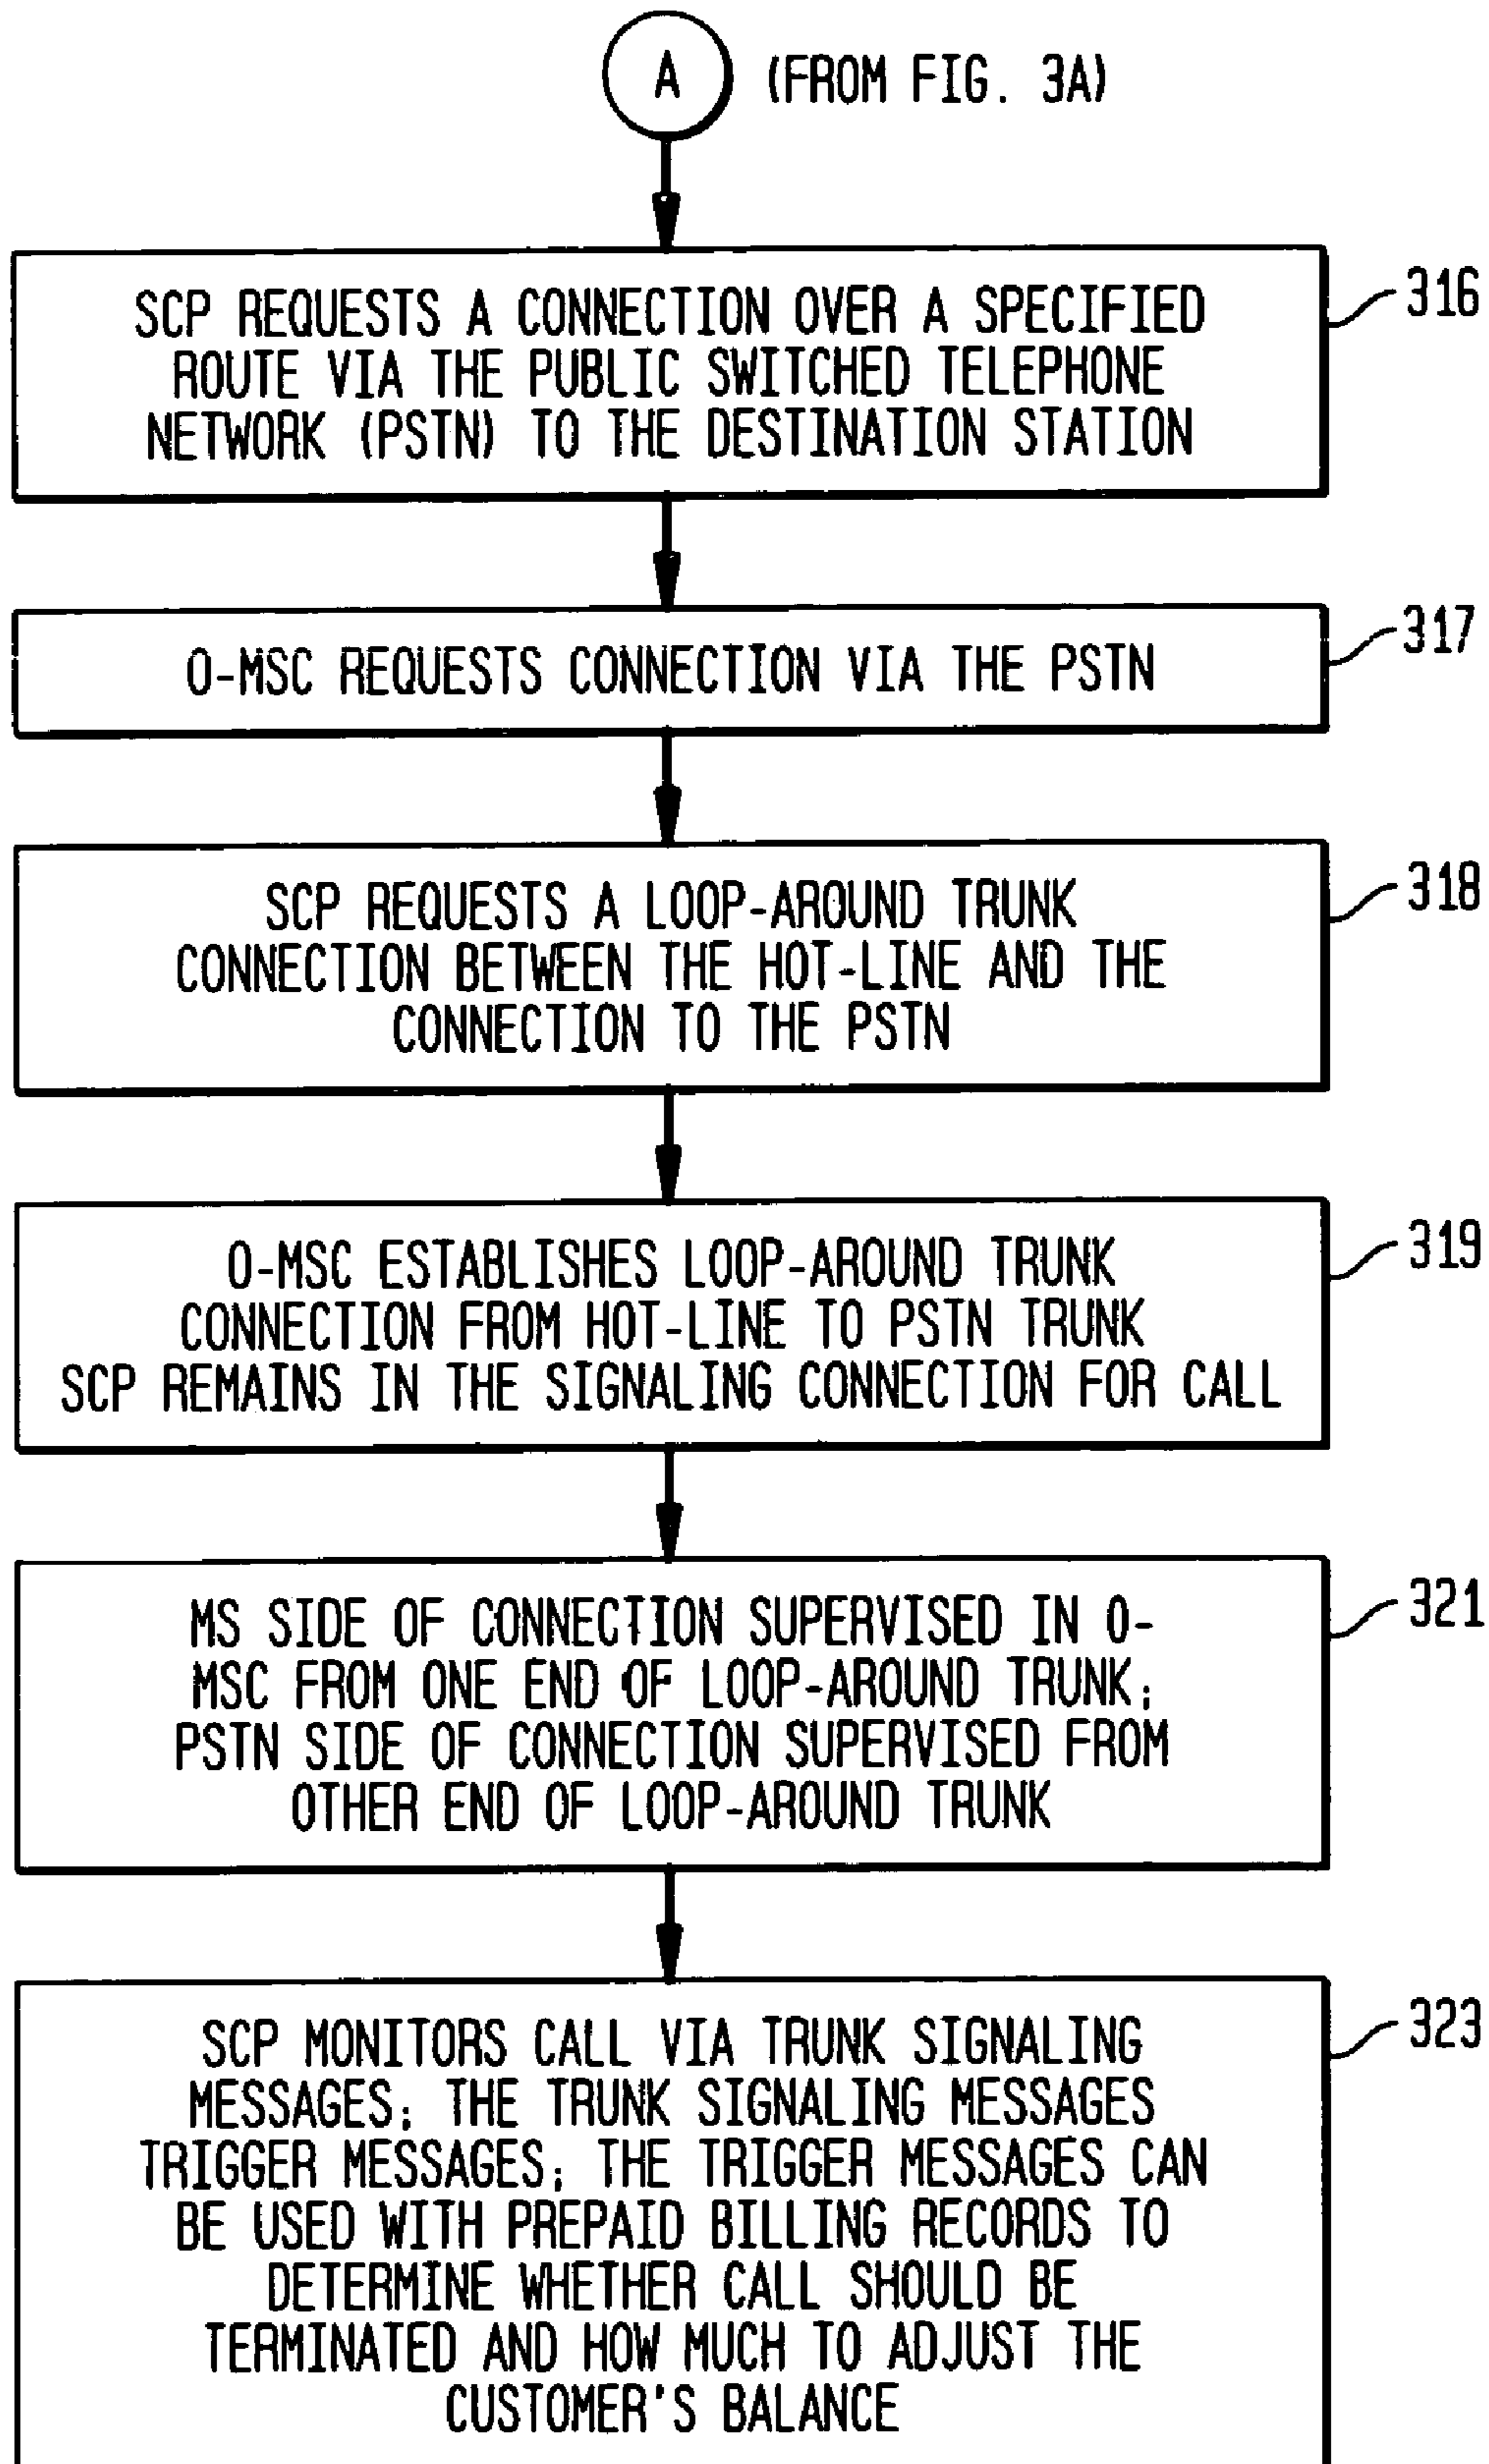 A (FROM FIG. 3A)
SCP REQUESTS A CONNECTION OVER A SPECIFIED
ROUTE VIA THE PUBLIC SWITCHED TELEPHONE
NETWORK (PSTN) TO THE DESTINATION STATION
316
O-MSC REQUESTS CONNECTION VIA THE PSTN
317
SCP REQUESTS A LOOP-AROUND TRUNK
CONNECTION BETWEEN THE HOT-LINE AND THE
CONNECTION TO THE PSTN
318
O-MSC ESTABLISHES LOOP-AROUND TRUNK
CONNECTION FROM HOT-LINE TO PSTN TRUNK
SCP REMAINS IN THE SIGNALING CONNECTION FOR CALL
319
MS SIDE OF CONNECTION SUPERVISED IN O-
MSC FROM ONE END OF LOOP-AROUND TRUNK;
PSTN SIDE OF CONNECTION SUPERVISED FROM
OTHER END OF LOOP-AROUND TRUNK
321
SCP MONITORS CALL VIA TRUNK SIGNALING
MESSAGES; THE TRUNK SIGNALING MESSAGES
TRIGGER MESSAGES; THE TRIGGER MESSAGES CAN
BE USED WITH PREPAID BILLING RECORDS TO
DETERMINE WHETHER CALL SHOULD BE
TERMINATED AND HOW MUCH TO ADJUST THE
CUSTOMER'S BALANCE
323